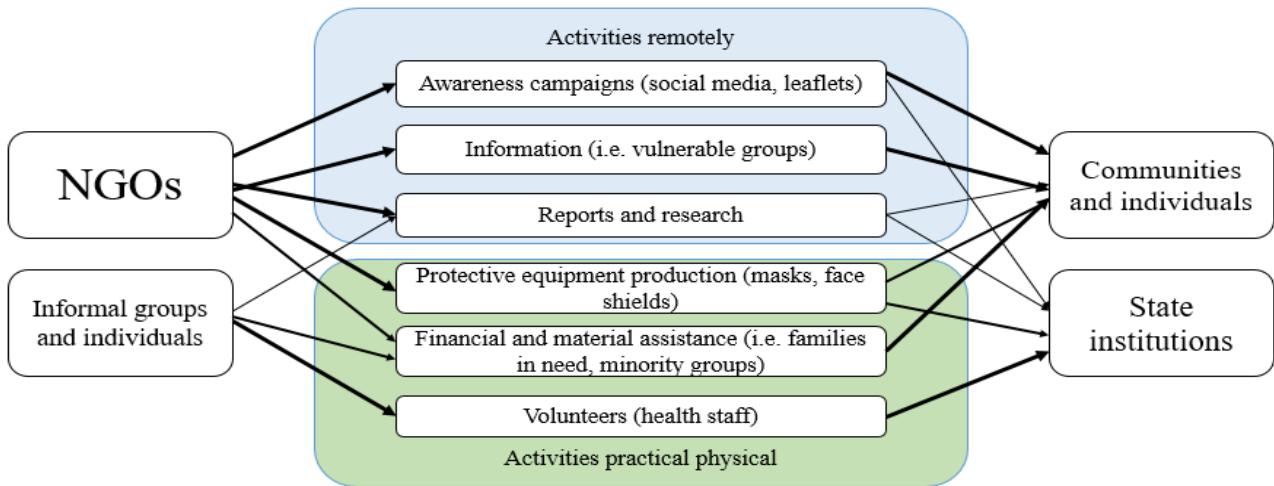 Activities remotely
Awareness campaigns (social media, leaflets)
Information (i.e. vulnerable groups)
Reports and research
NGOs
Informal groups
and individuals
Protective equipment production (masks, face
shields)
Financial and material assistance (i.e. families
in need, minority groups)
Volunteers (health staff)
Activities practical physical
Communities
and individuals
State
institutions